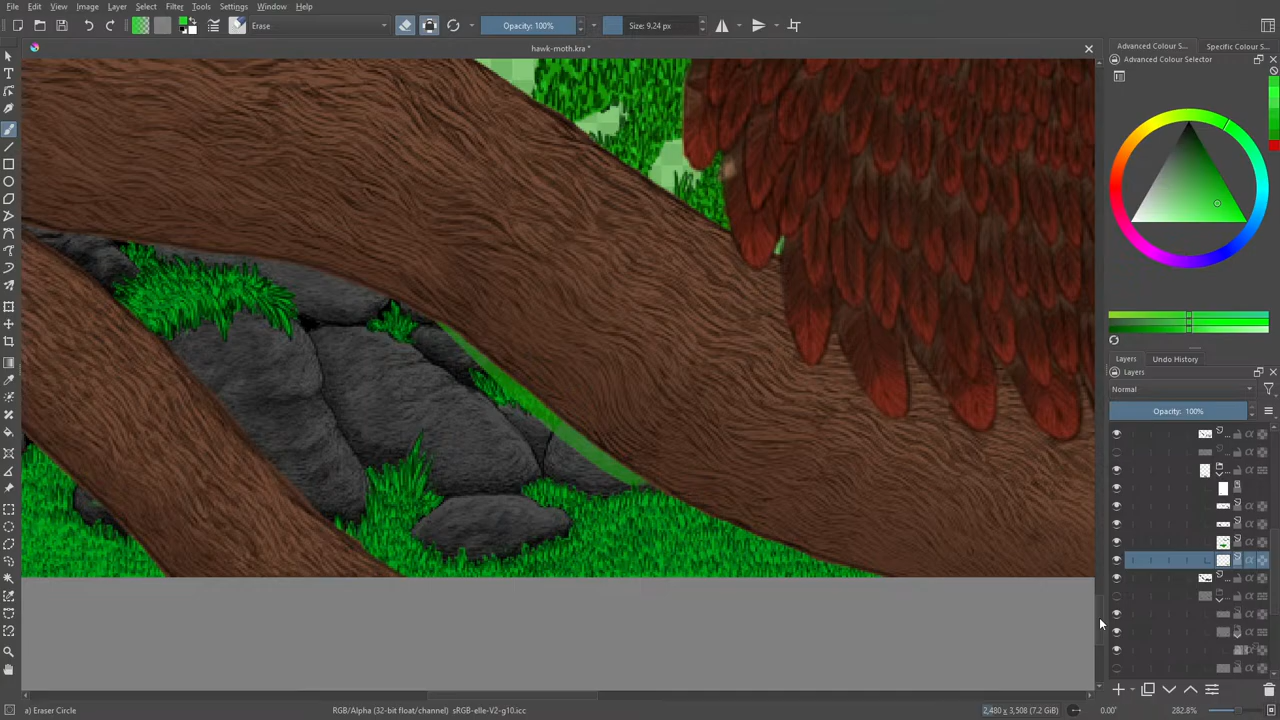 File Edit View Image Layer Select Filter Tools Settings Window Help
Erase Opacity: 100% Size: 9.24 px
hawk-moth.kra *
Advanced Colour S... Specific Colour S...
Advanced Colour Selector
Layers Undo History
Layers
Normal
Opacity: 100%
a) Eraser Circle RGB/Alpha (32-bit float/channel) sRGB-elle-V2-g10.icc 2,480 x 3,508 (7.2 GiB) 0.00° 282.8%